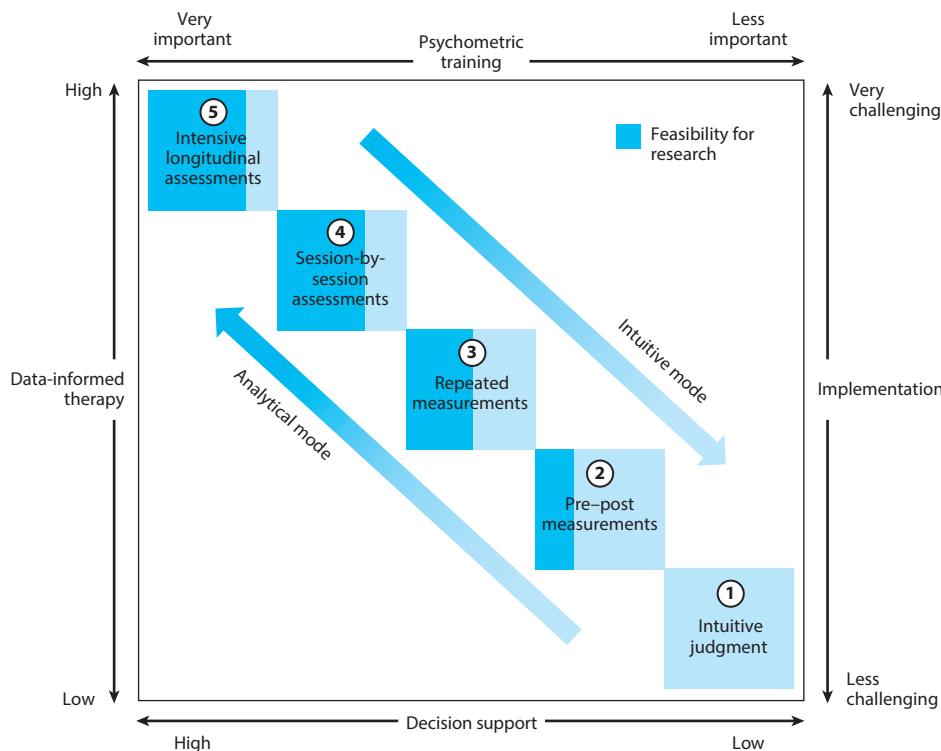 Very
important
Less
important
Psychometric
training
High
Very
challenging
5
Intensive
longitudinal
assessments
Feasibility for
research
4
Session-by-
session
assessments
3
Repeated
measurements
Intuitive mode
Analytical mode
Data-informed
therapy
Implementation
2
Pre–post
measurements
1
Intuitive
judgment
Low
Less
challenging
Decision support
High
Low